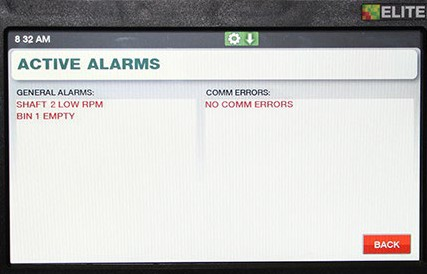 ELITE
8 32 AM
ACTIVE ALARMS
GENERAL ALARMS:
SHAFT 2 LOW RPM
BIN 1 EMPTY
COMM ERRORS:
NO COMM ERRORS
BACK